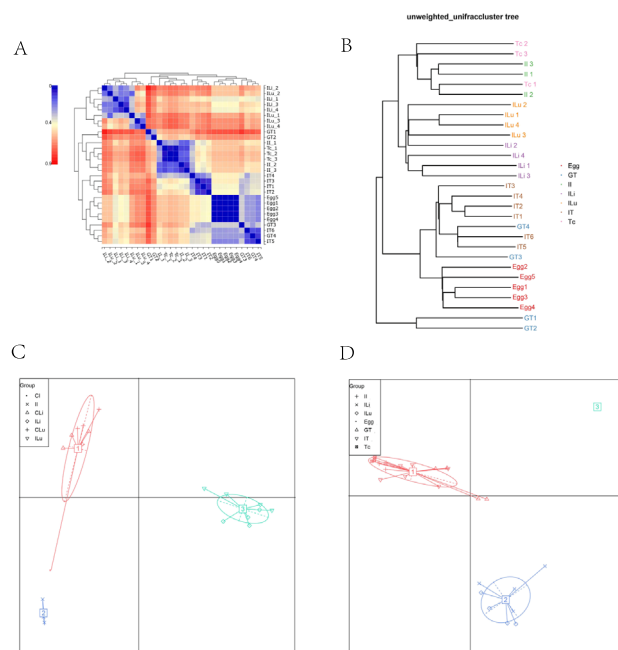 unweighted_unifraccluster tree
A
B
ILi_2
ILu_2
ILi_1
ILi_3
ILi_4
ILu_1
ILu_3
ILu_4
GT1
GT2
II_1
Tc_1
Tc_2
Tc_3
II_2
II_3
IT4
IT3
IT1
IT2
Egg5
Egg1
Egg2
Egg3
Egg4
GT3
IT6
GT4
IT5
Tc 2
Tc 3
II 3
II 1
Tc 1
II 2
ILu 2
ILu 1
ILu 4
ILu 3
ILi 2
ILi 4
ILi 1
ILi 3
IT3
IT4
IT2
IT1
GT4
IT6
IT5
GT3
Egg2
Egg5
Egg1
Egg3
Egg4
GT1
GT2
Egg
GT
II
ILi
ILu
IT
Tc
C
Group
CI
II
CLi
ILi
CLu
ILu
1
3
2
D
Group
II
ILi
ILu
Egg
GT
IT
Tc
3
1
2